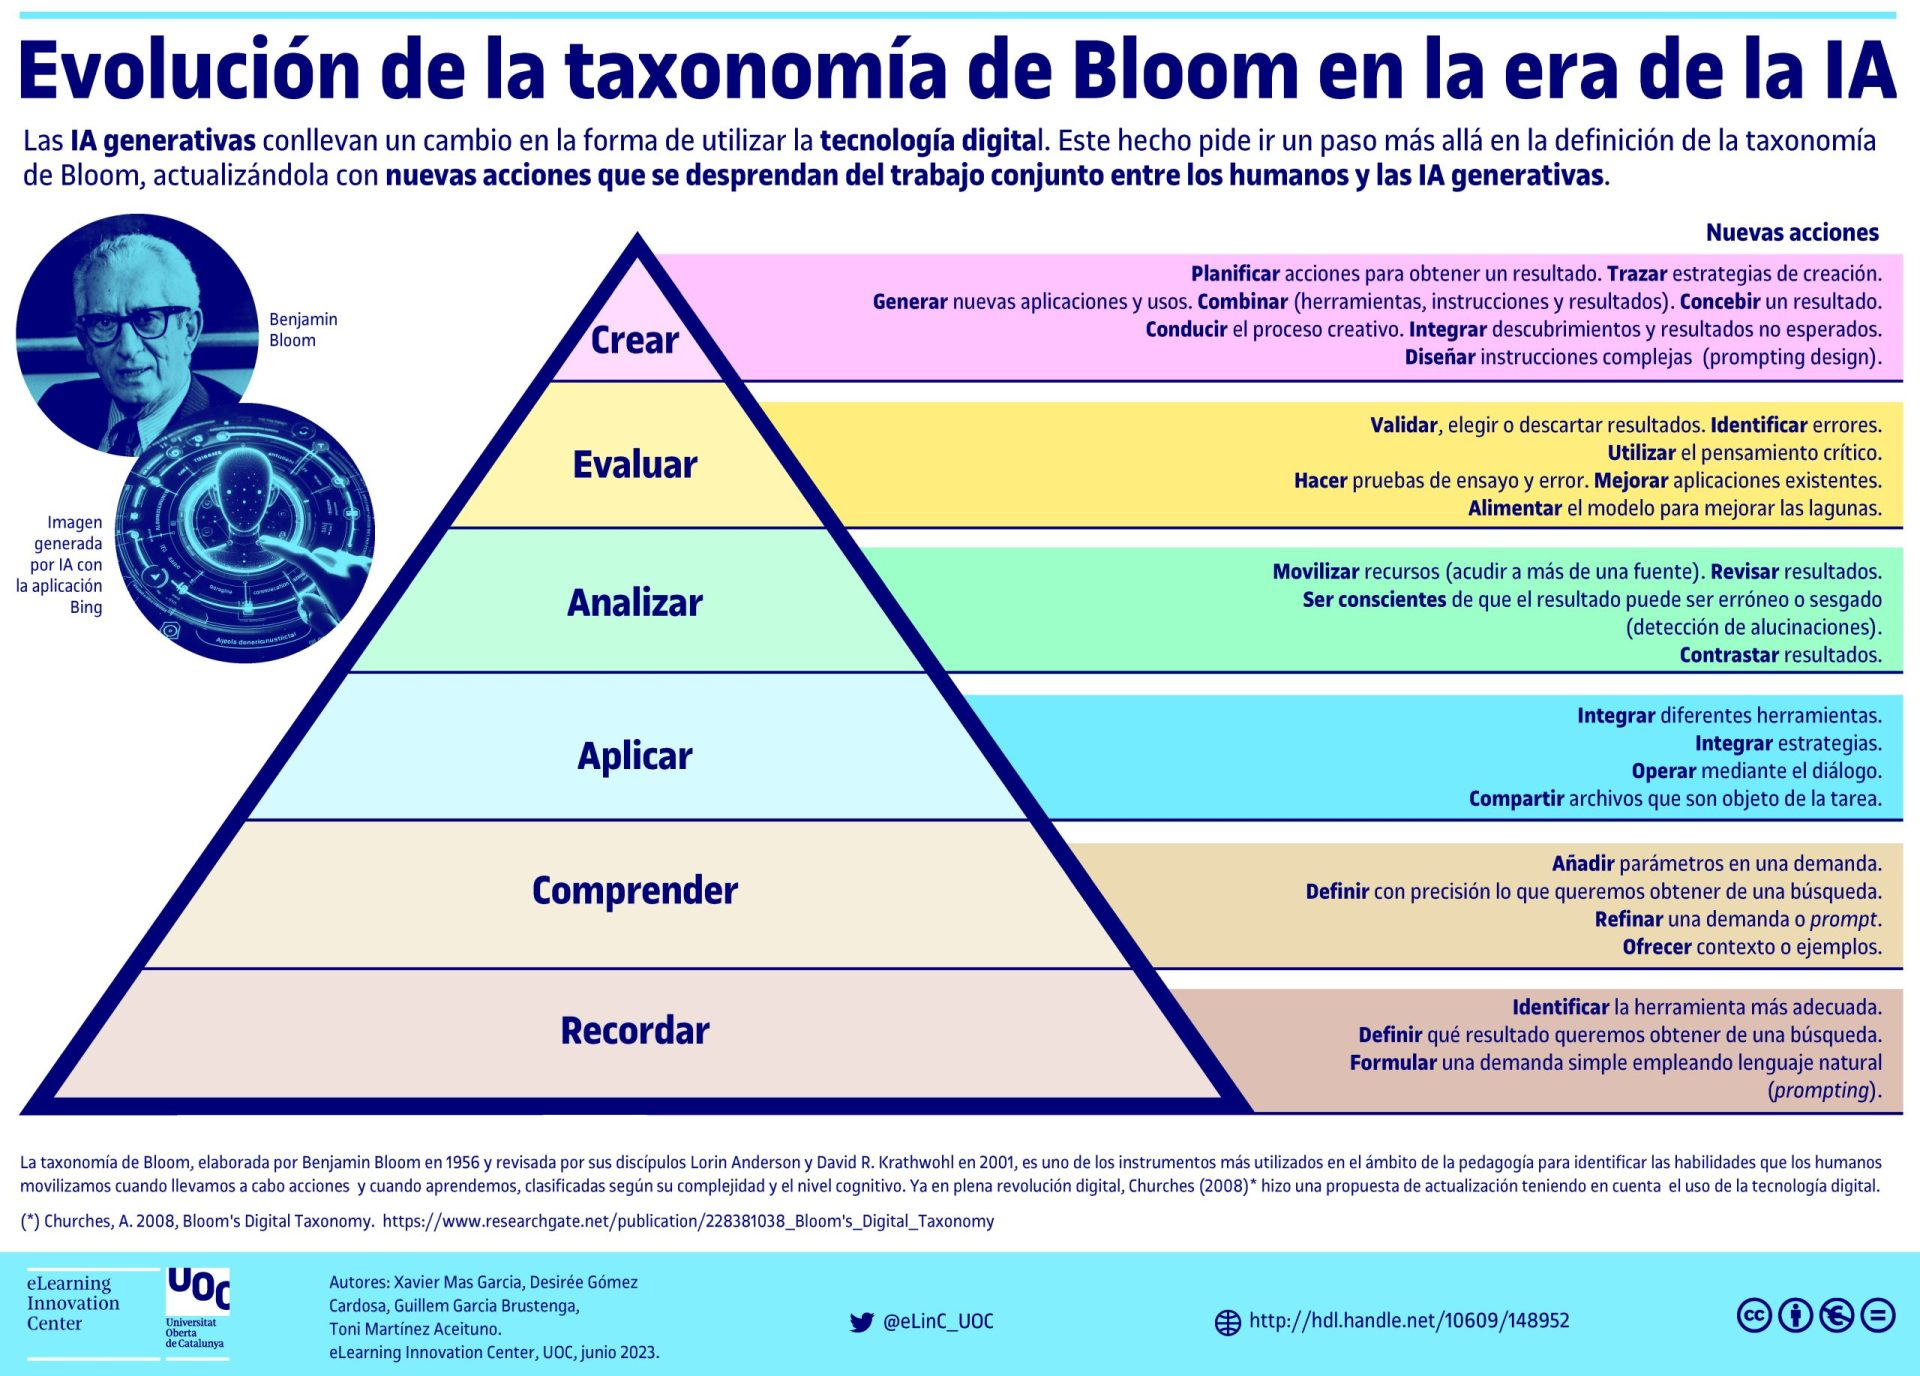 Evolución de la taxonomía de Bloom en la era de la IA
Las IA generativas conllevan un cambio en la forma de utilizar la tecnología digital. Este hecho pide ir un paso más allá en la definición de la taxonomía
de Bloom, actualizándola con nuevas acciones que se desprendan del trabajo conjunto entre los humanos y las IA generativas.
Benjamin
Bloom
Imagen
generada
por IA con
la aplicación
Bing
Nuevas acciones
Crear
Planificar acciones para obtener un resultado. Trazar estrategias de creación.
Generar nuevas aplicaciones y usos. Combinar (herramientas, instrucciones y resultados). Concebir un resultado.
Conducir el proceso creativo. Integrar descubrimientos y resultados no esperados.
Diseñar instrucciones complejas (prompting design).
Evaluar
Validar, elegir o descartar resultados. Identificar errores.
Utilizar el pensamiento crítico.
Hacer pruebas de ensayo y error. Mejorar aplicaciones existentes.
Alimentar el modelo para mejorar las lagunas.
Analizar
Movilizar recursos (acudir a más de una fuente). Revisar resultados.
Ser conscientes de que el resultado puede ser erróneo o sesgado
(detección de alucinaciones).
Contrastar resultados.
Aplicar
Integrar diferentes herramientas.
Integrar estrategias.
Operar mediante el diálogo.
Compartir archivos que son objeto de la tarea.
Comprender
Añadir parámetros en una demanda.
Definir con precisión lo que queremos obtener de una búsqueda.
Refinar una demanda o prompt.
Ofrecer contexto o ejemplos.
Recordar
Identificar la herramienta más adecuada.
Definir qué resultado queremos obtener de una búsqueda.
Formular una demanda simple empleando lenguaje natural
(prompting).
La taxonomía de Bloom, elaborada por Benjamin Bloom en 1956 y revisada por sus discípulos Lorin Anderson y David R. Krathwohl en 2001, es uno de los instrumentos más utilizados en el ámbito de la pedagogía para identificar las habilidades que los humanos
movilizamos cuando llevamos a cabo acciones y cuando aprendemos, clasificadas según su complejidad y el nivel cognitivo. Ya en plena revolución digital, Churches (2008)* hizo una propuesta de actualización teniendo en cuenta el uso de la tecnología digital.
(*) Churches, A. 2008, Bloom's Digital Taxonomy. https://www.researchgate.net/publication/228381038_Bloom's_Digital_Taxonomy
eLearning
Innovation
Center
UOC
Universitat
Oberta
de Catalunya
Autores: Xavier Mas Garcia, Desirée Gómez
Cardosa, Guillem Garcia Brustenga,
Toni Martínez Aceituno.
eLearning Innovation Center, UOC, junio 2023.
@eLinC_UOC
http://hdl.handle.net/10609/148952
cc